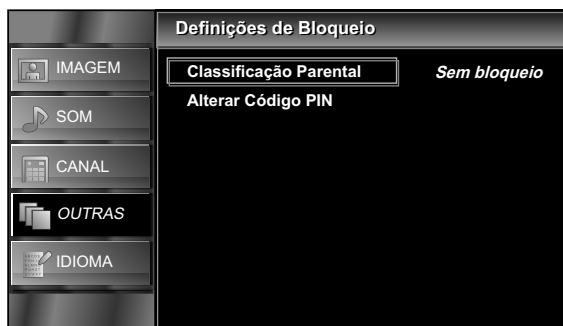 Definições de Bloqueio
IMAGEM
SOM
CANAL
OUTRAS
IDIOMA
Classificação Parental Sem bloqueio
Alterar Código PIN